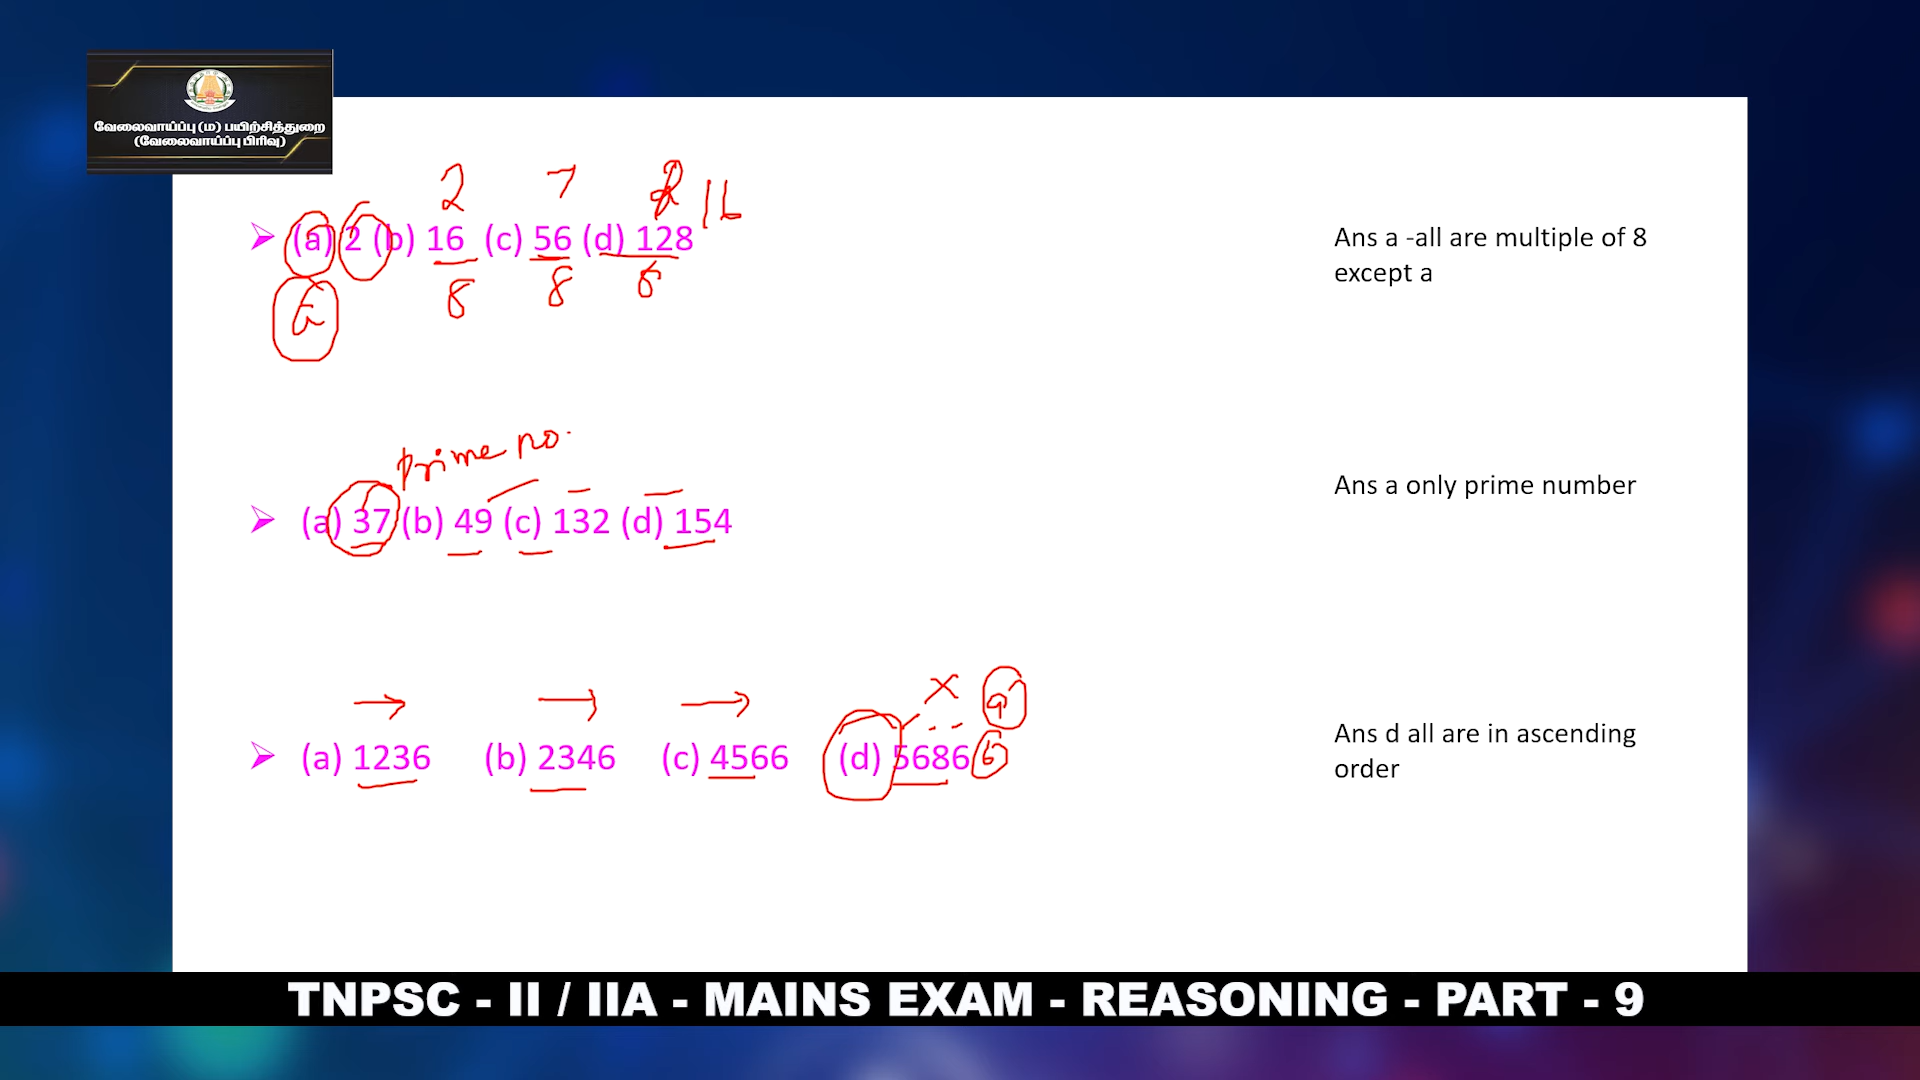 வேலைவாய்ப்பு (ம) பயிற்சித்துறை
(வேலைவாய்ப்பு பிரிவு)
2 7 2 16
(a) 2 (b) 16 (c) 56 (d) 128
8 8 8
a
Ans a -all are multiple of 8
except a
prime no.
(a) 37 (b) 49 (c) 132 (d) 154
Ans a only prime number
(a) 1236 (b) 2346 (c) 4566 (d) 5686
Ans d all are in ascending
order
TNPSC - II / IIA - MAINS EXAM - REASONING - PART - 9